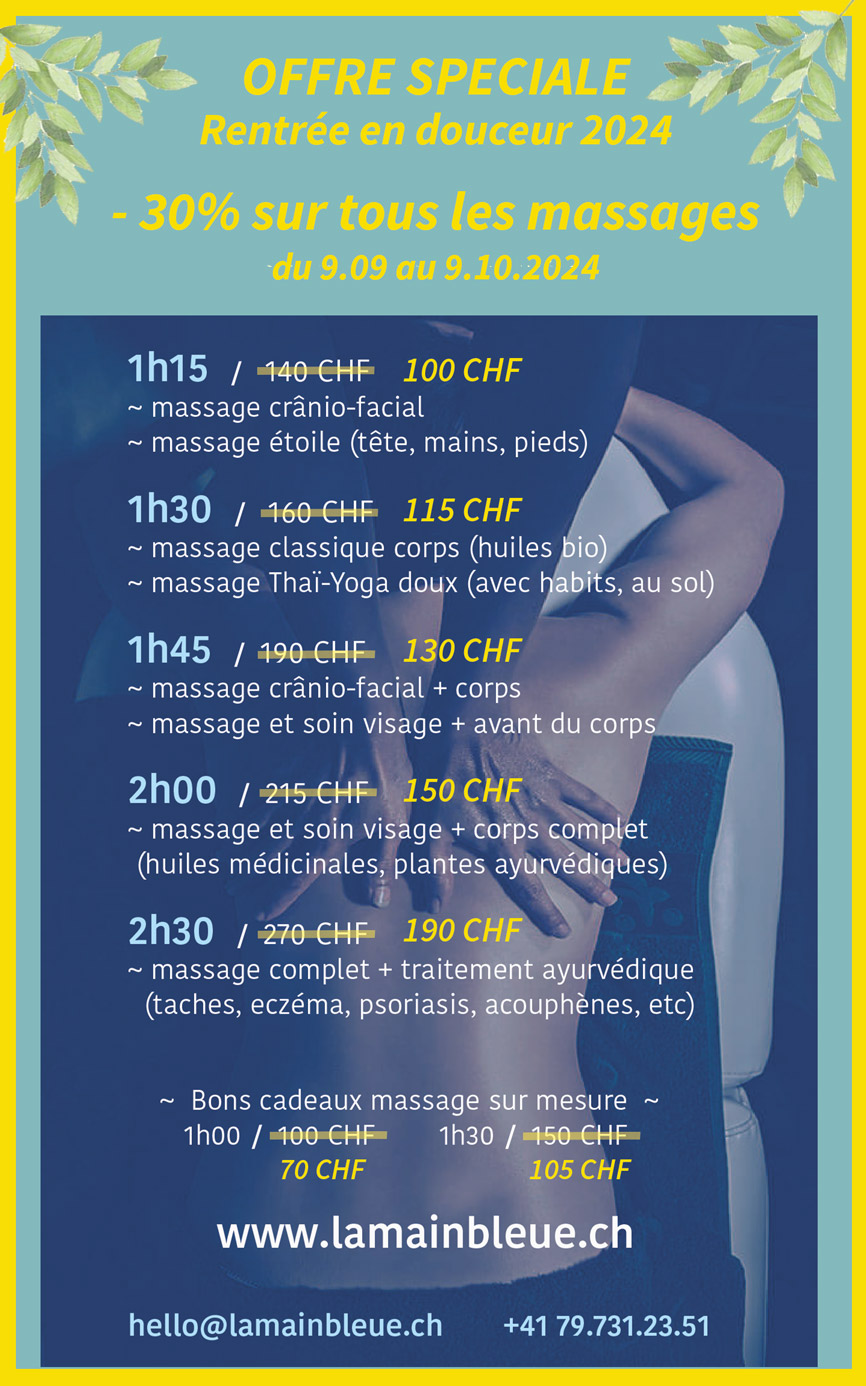 OFFRE SPECIALE
Rentrée en douceur 2024
- 30% sur tous les massages
du 9.09 au 9.10.2024
1h15 / 140 CHF 100 CHF
~ massage crânio-facial
~ massage étoile (tête, mains, pieds)
1h30 / 160 CHF 115 CHF
~ massage classique corps (huiles bio)
~ massage Thaï-Yoga doux (avec habits, au sol)
1h45 / 190 CHF 130 CHF
~ massage crânio-facial + corps
~ massage et soin visage + avant du corps
2h00 / 215 CHF 150 CHF
~ massage et soin visage + corps complet
(huiles médicinales, plantes ayurvédiques)
2h30 / 270 CHF 190 CHF
~ massage complet + traitement ayurvédique
(taches, eczéma, psoriasis, acouphènes, etc)
~ Bons cadeaux massage sur mesure ~
1h00 / 100 CHF 1h30 / 150 CHF
70 CHF 105 CHF
www.lamainbleue.ch
hello@lamainbleue.ch +41 79.731.23.51